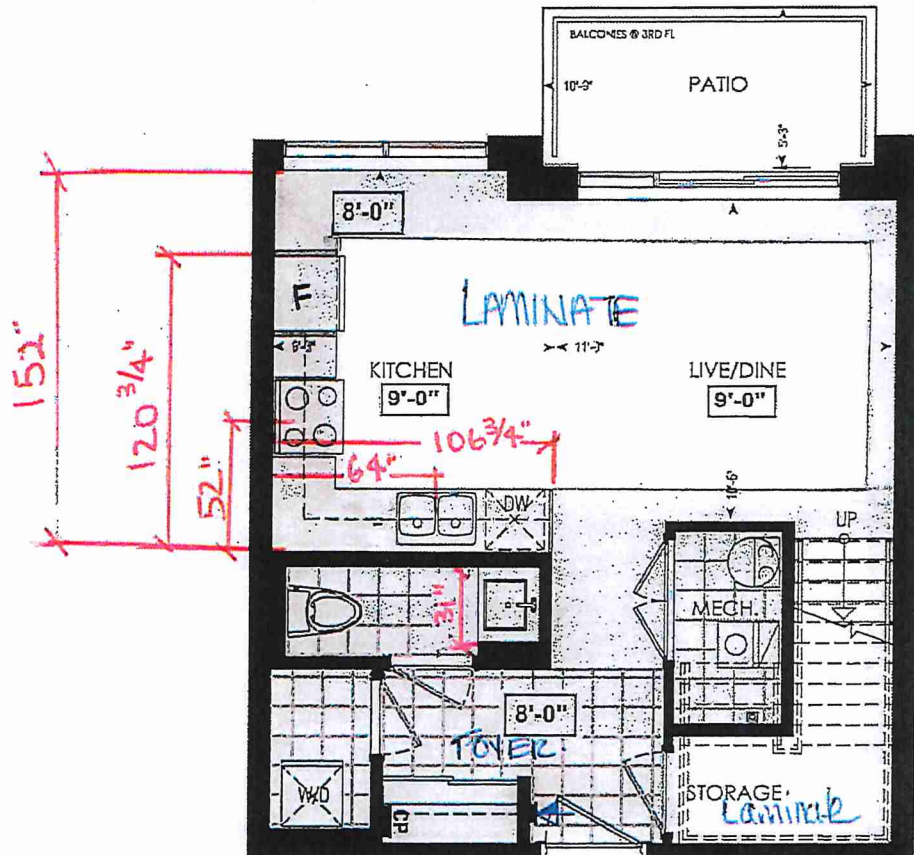 BALCONIES @ 3RD FL
10'-9"
PATIO
5'-3"
8'-0"
152"
F
LAMINATE
120 3/4"
11'-3"
KITCHEN
9'-0"
LIVE/DINE
9'-0"
106 3/4"
52"
64"
10'-6"
DW
UP
31"
MECH.
8'-0"
FOYER
W/D
CP
STORAGE
Laminate